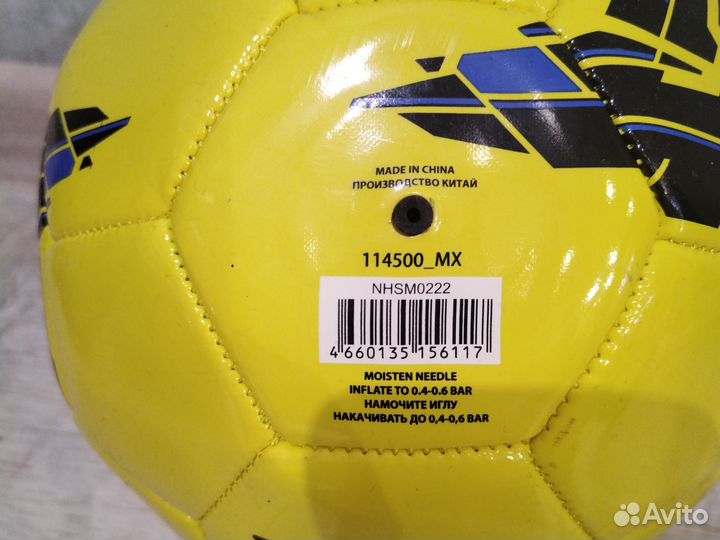 MADE IN CHINA
ПРОИЗВОДСТВО КИТАЙ
114500_MX
NHSM0222
4 660135 156117
MOISTEN NEEDLE
INFLATE TO 0.4-0.6 BAR
НАМОЧИТЕ ИГЛУ
НАКАЧИВАТЬ ДО 0,4-0,6 BAR
Avito